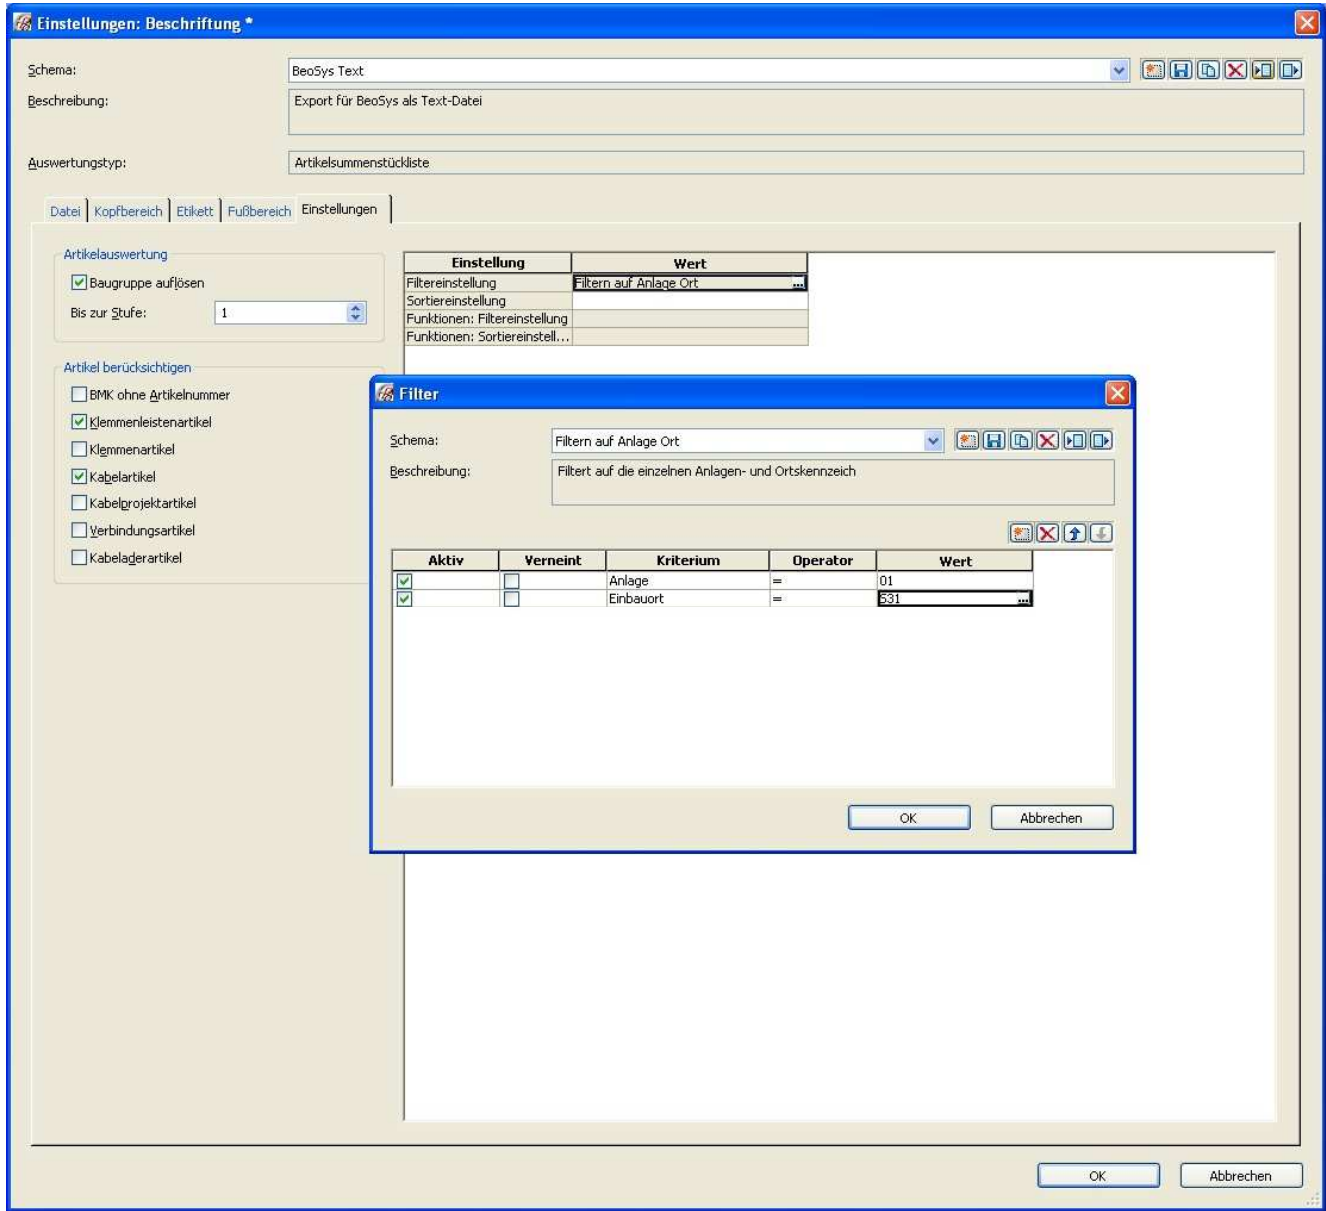 Einstellungen: Beschriftung *
Schema: BeoSys Text
Beschreibung: Export für BeoSys als Text-Datei
Auswertungstyp: Artikelsummenstückliste
Datei Kopfbereich Etikett Fußbereich Einstellungen
Artikelauswertung
Baugruppe auflösen
Bis zur Stufe: 1
Artikel berücksichtigen
BMK ohne Artikelnummer
Klemmenleistenartikel
Klemmenartikel
Kabelartikel
Kabelprojektartikel
Verbindungsartikel
Kabeladerartikel
Einstellung Wert
Filtereinstellung Filtern auf Anlage Ort ...
Sortiereinstellung
Funktionen: Filtereinstellung
Funktionen: Sortiereinstell...
Filter
Schema: Filtern auf Anlage Ort
Beschreibung: Filtert auf die einzelnen Anlagen- und Ortskennzeich
Aktiv Verneint Kriterium Operator Wert
Anlage = 01
Einbauort = 531 ...
OK Abbrechen
OK Abbrechen